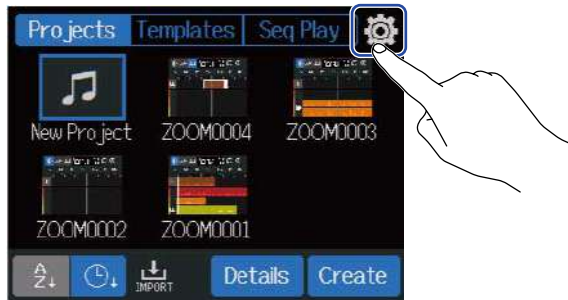 Projects Templates Seq Play
New Project ZOOM0004 ZOOM0003
ZOOM0002 ZOOM0001
A Z IMPORT Details Create